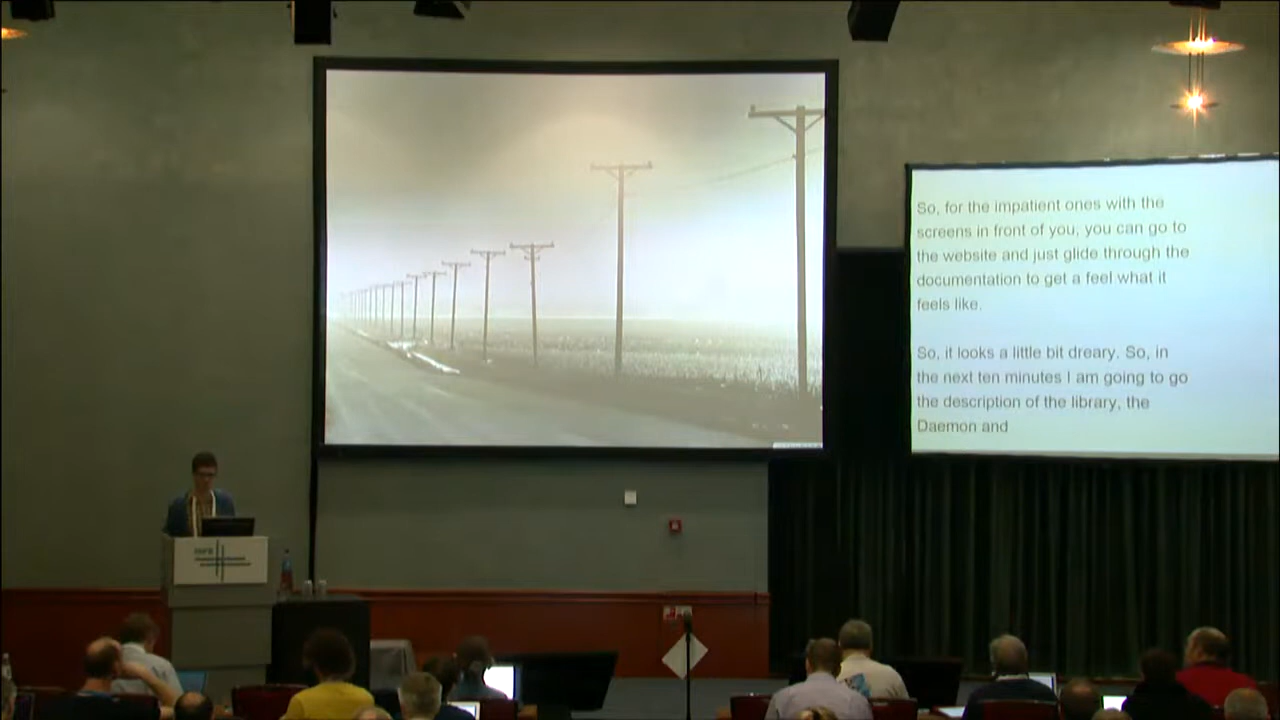 So, for the impatient ones with the
screens in front of you, you can go to
the website and just glide through the
documentation to get a feel what it
feels like.
So, it looks a little bit dreary. So, in
the next ten minutes I am going to go
the description of the library, the
Daemon and